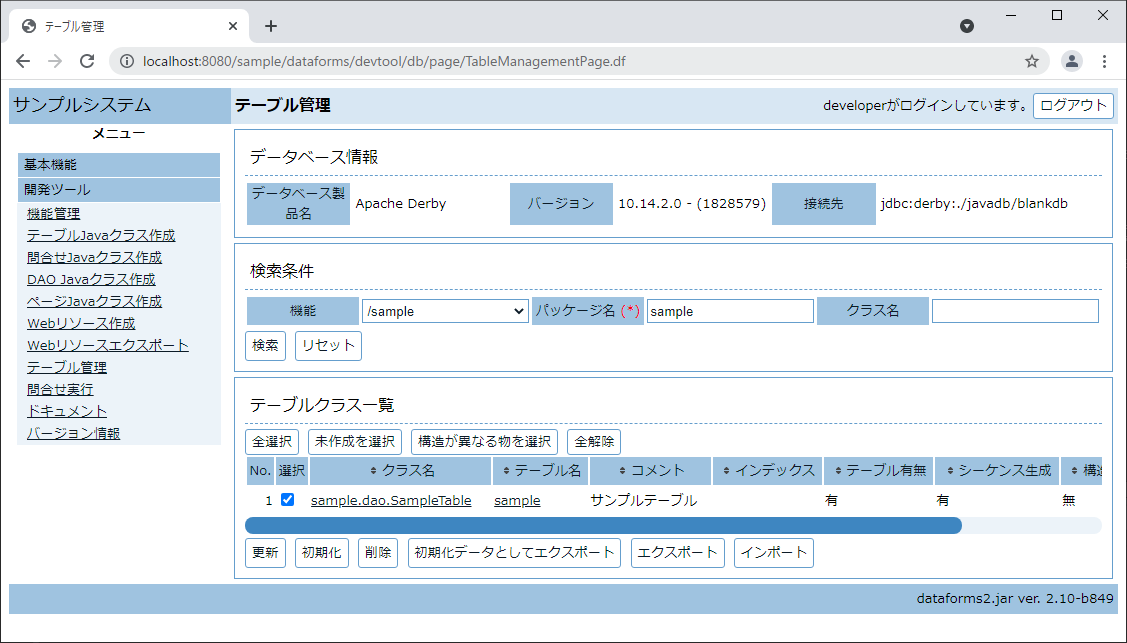 テーブル管理
localhost:8080/sample/dataforms/devtool/db/page/TableManagementPage.df
サンプルシステム
テーブル管理
developerがログインしています。 ログアウト
メニュー
基本機能
開発ツール
機能管理
テーブルJavaクラス作成
問合せJavaクラス作成
DAO Javaクラス作成
ページJavaクラス作成
Webリソース作成
Webリソースエクスポート
テーブル管理
問合せ実行
ドキュメント
バージョン情報
データベース情報
データベース製
品名
Apache Derby
バージョン
10.14.2.0 - (1828579)
接続先
jdbc:derby:./javadb/blankdb
検索条件
機能 /sample パッケージ名 (*) sample クラス名
検索 リセット
テーブルクラス一覧
全選択 未作成を選択 構造が異なる物を選択 全解除
No. 選択 クラス名 テーブル名 コメント インデックス テーブル有無 シーケンス生成 構造
1 sample.dao.SampleTable sample サンプルテーブル 有 有 無
更新 初期化 削除 初期化データとしてエクスポート エクスポート インポート
dataforms2.jar ver. 2.10-b849